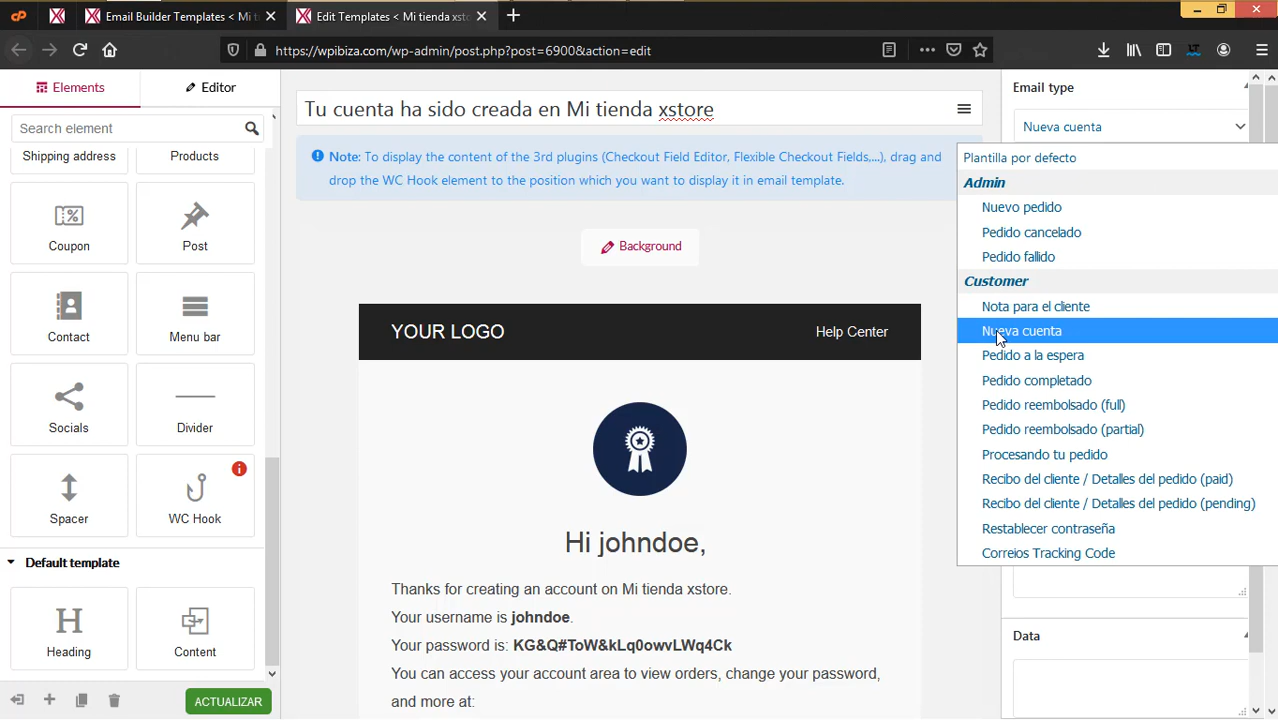 Email Builder Templates < Mi t
Edit Templates < Mi tienda xst
https://wpibiza.com/wp-admin/post.php?post=6900&action=edit
Elements
Editor
Search element
Shipping address
Products
Coupon
Post
Contact
Menu bar
Socials
Divider
Spacer
WC Hook
Default template
Heading
Content
ACTUALIZAR
Tu cuenta ha sido creada en Mi tienda xstore
Note: To display the content of the 3rd plugins (Checkout Field Editor, Flexible Checkout Fields,...), drag and
drop the WC Hook element to the position which you want to display it in email template.
Background
YOUR LOGO
Help Center
Hi johndoe,
Thanks for creating an account on Mi tienda xstore.
Your username is johndoe.
Your password is: KG&Q#ToW&kLq0owvLWq4Ck
You can access your account area to view orders, change your password,
and more at:
Email type
Nueva cuenta
Plantilla por defecto
Admin
Nuevo pedido
Pedido cancelado
Pedido fallido
Customer
Nota para el cliente
Nueva cuenta
Pedido a la espera
Pedido completado
Pedido reembolsado (full)
Pedido reembolsado (partial)
Procesando tu pedido
Recibo del cliente / Detalles del pedido (paid)
Recibo del cliente / Detalles del pedido (pending)
Restablecer contraseña
Correios Tracking Code
Data